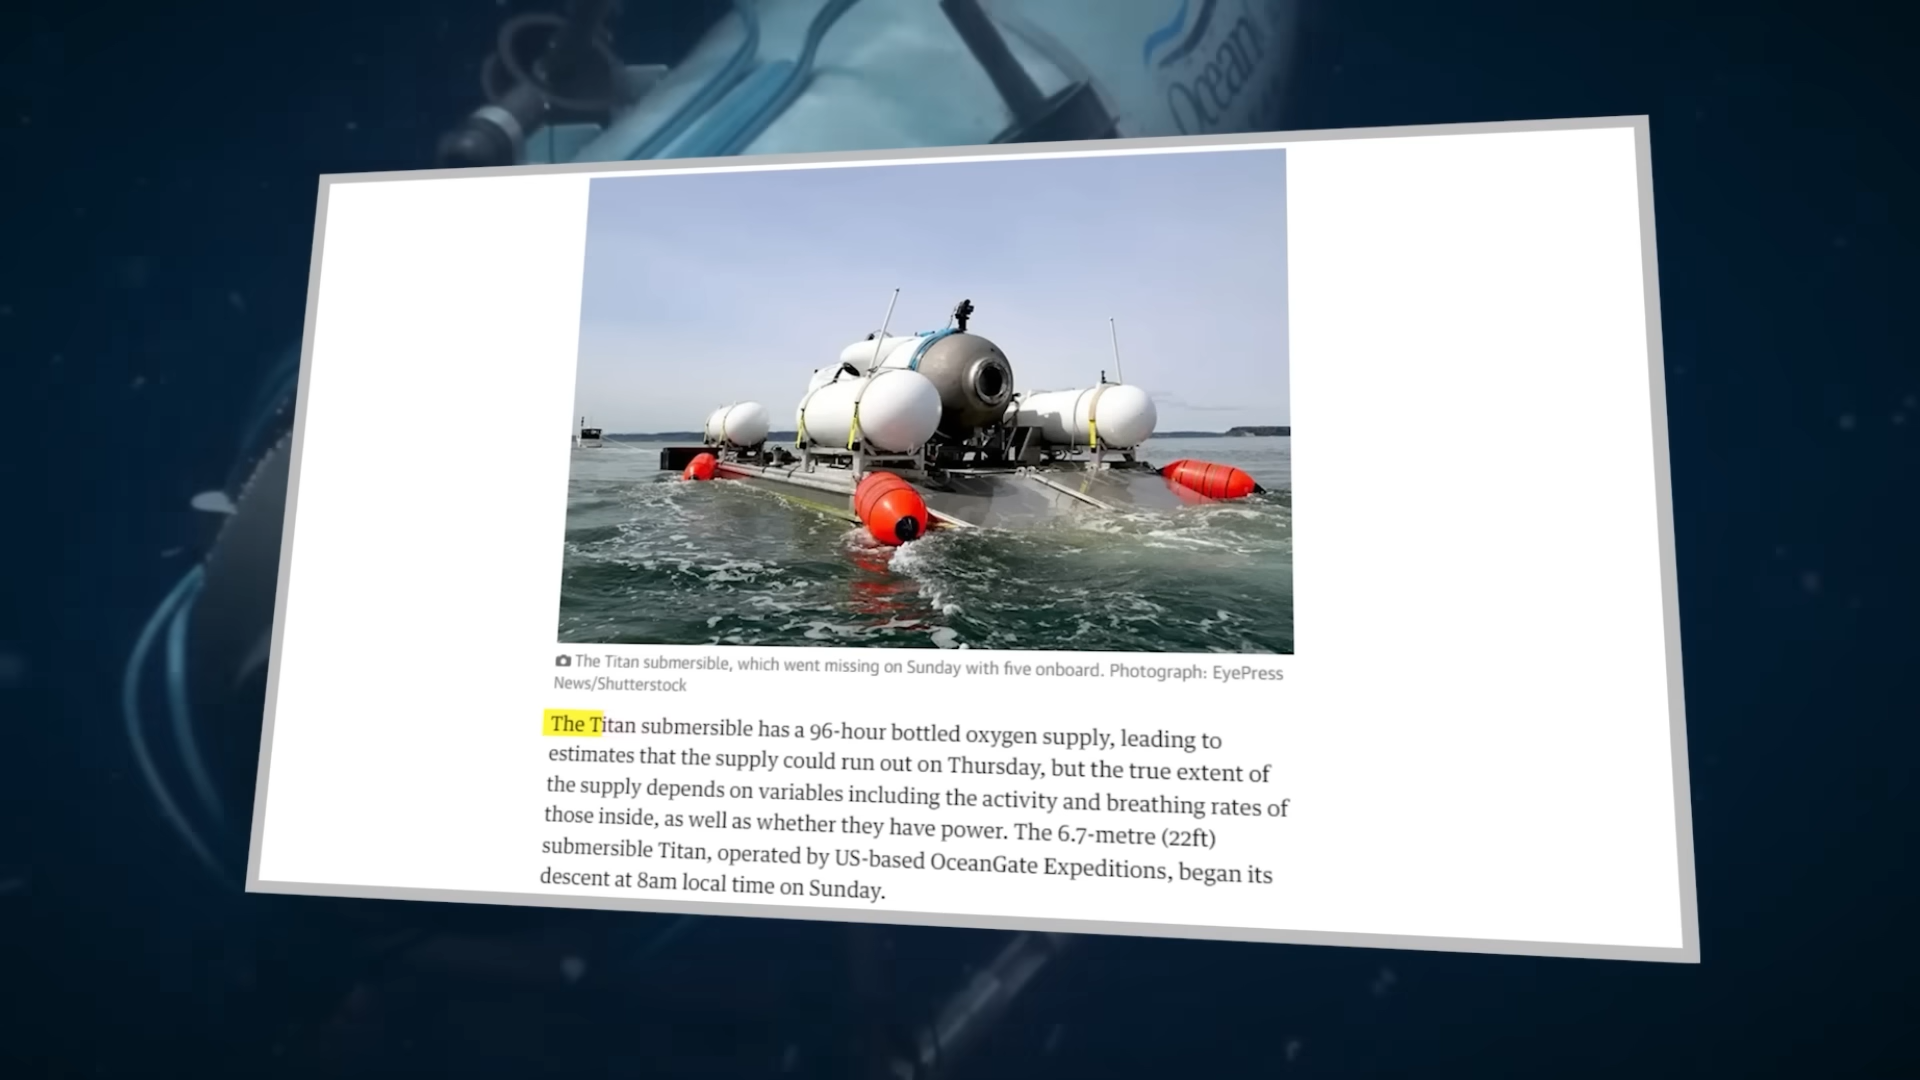 Ocean
The Titan submersible, which went missing on Sunday with five onboard. Photograph: EyePress
News/Shutterstock
The Titan submersible has a 96-hour bottled oxygen supply, leading to
estimates that the supply could run out on Thursday, but the true extent of
the supply depends on variables including the activity and breathing rates of
those inside, as well as whether they have power. The 6.7-metre (22ft)
submersible Titan, operated by US-based OceanGate Expeditions, began its
descent at 8am local time on Sunday.